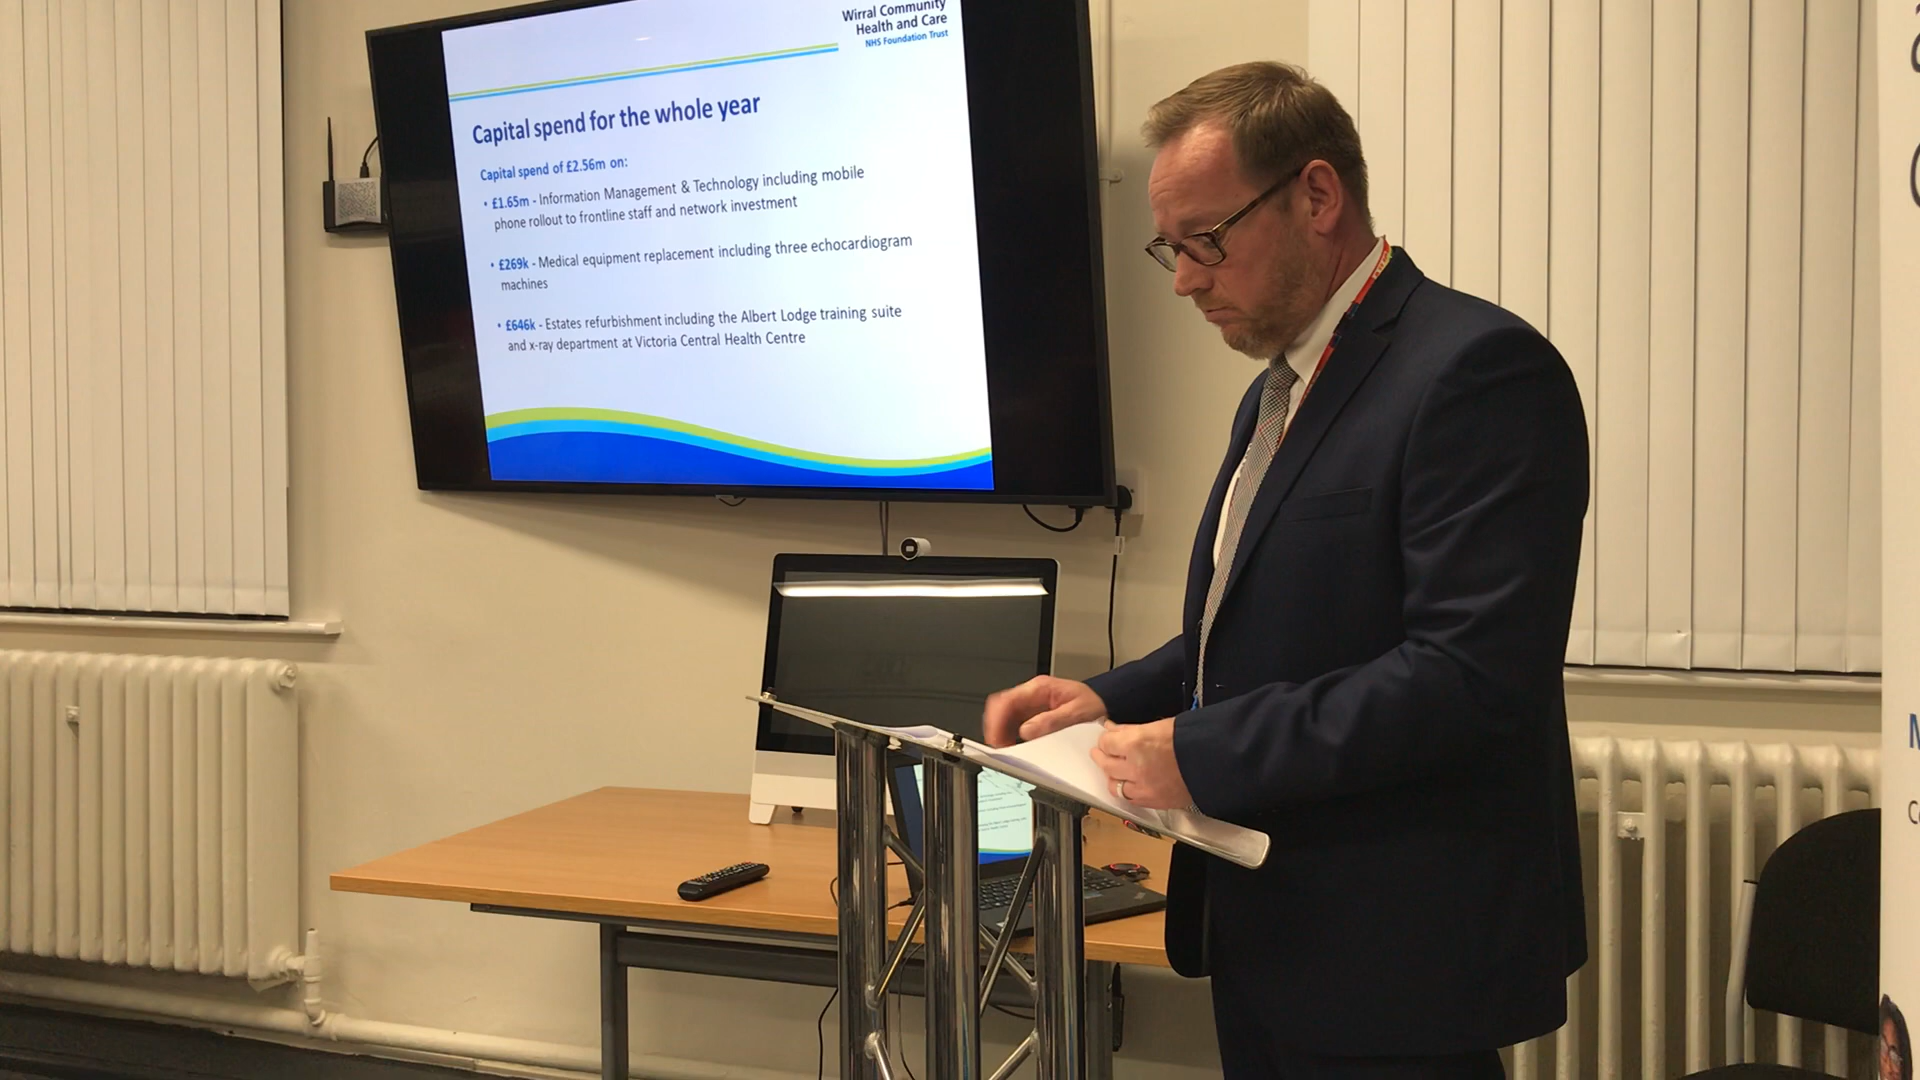 Wirral Community
Health and Care
NHS Foundation Trust
Capital spend for the whole year
Capital spend of £2.56m on:
• £1.65m - Information Management & Technology including mobile
phone rollout to frontline staff and network investment
• £269k - Medical equipment replacement including three echocardiogram
machines
• £646k - Estates refurbishment including the Albert Lodge training suite
and x-ray department at Victoria Central Health Centre